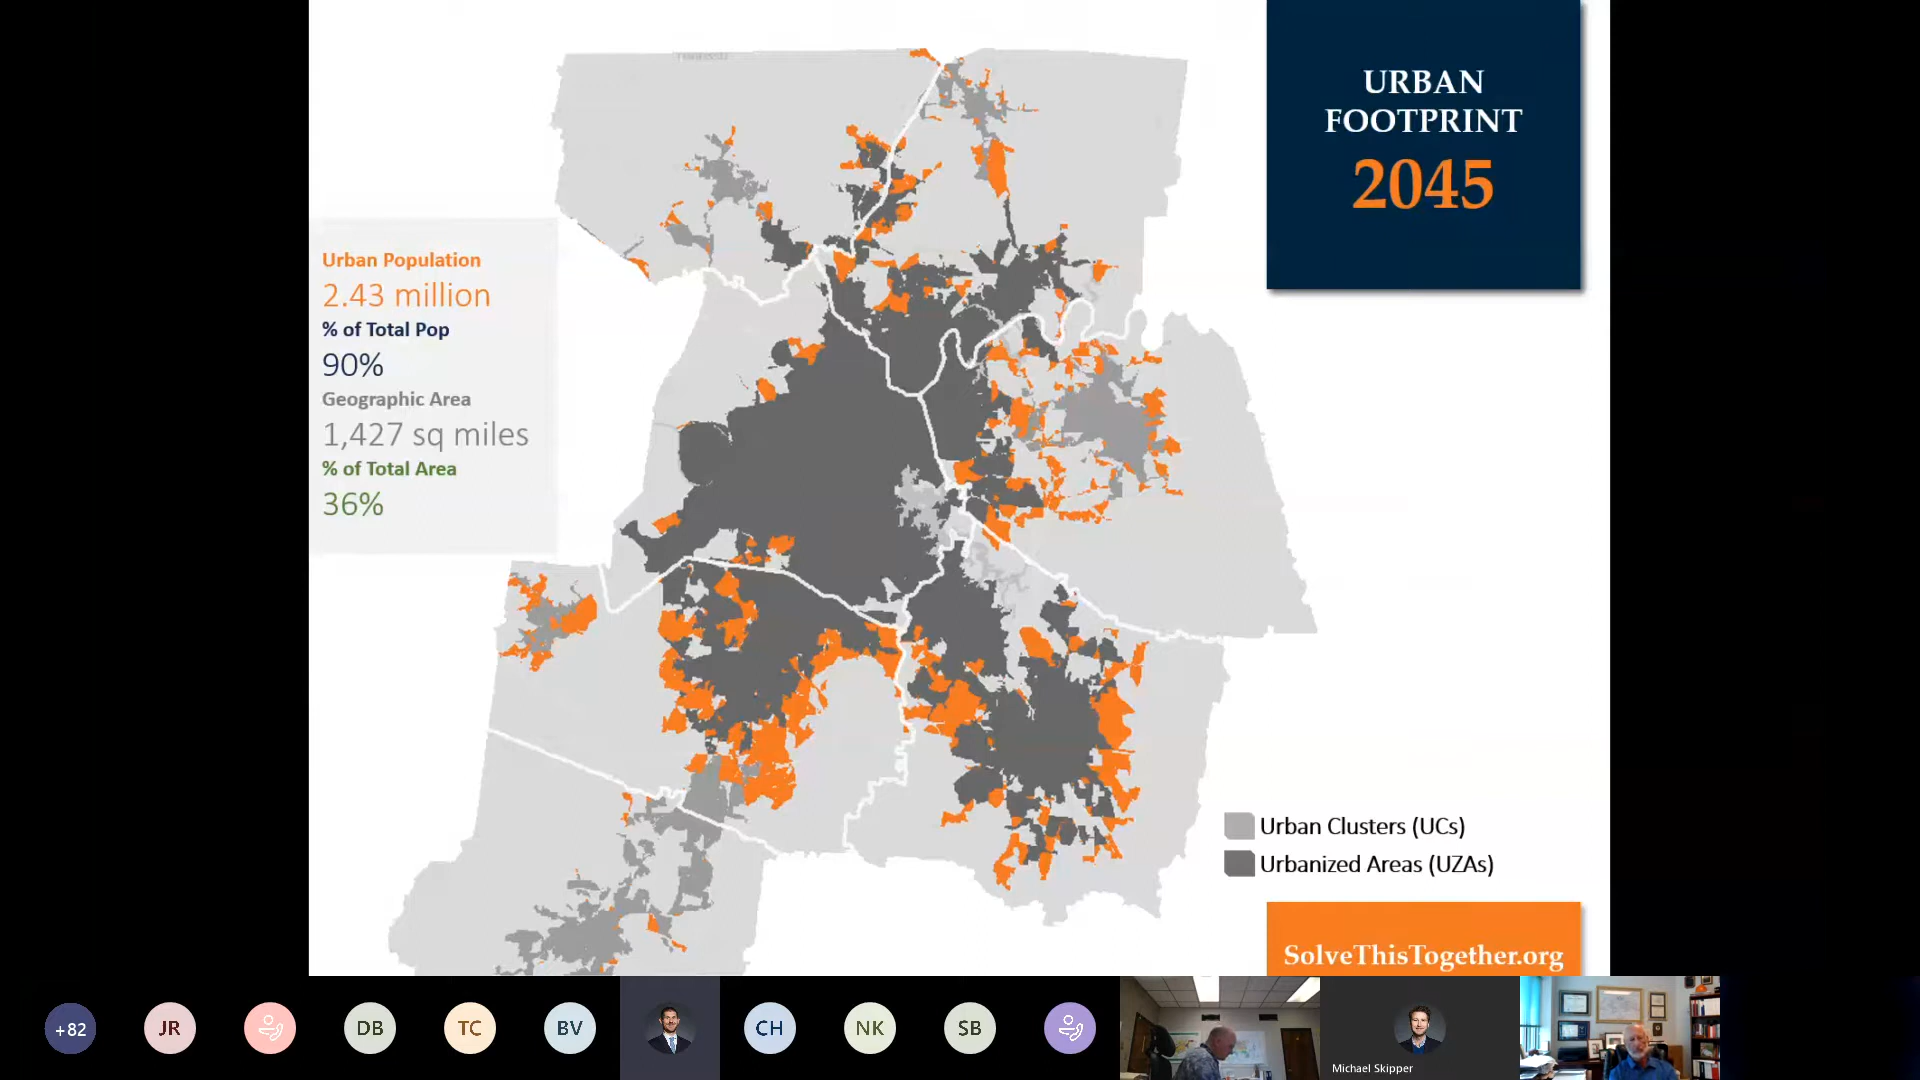 URBAN
FOOTPRINT
2045
Urban Population
2.43 million
% of Total Pop
90%
Geographic Area
1,427 sq miles
% of Total Area
36%
Urban Clusters (UCs)
Urbanized Areas (UZAs)
SolveThisTogether.org
+82
JR
DB
TC
BV
CH
NK
SB
Michael Skipper